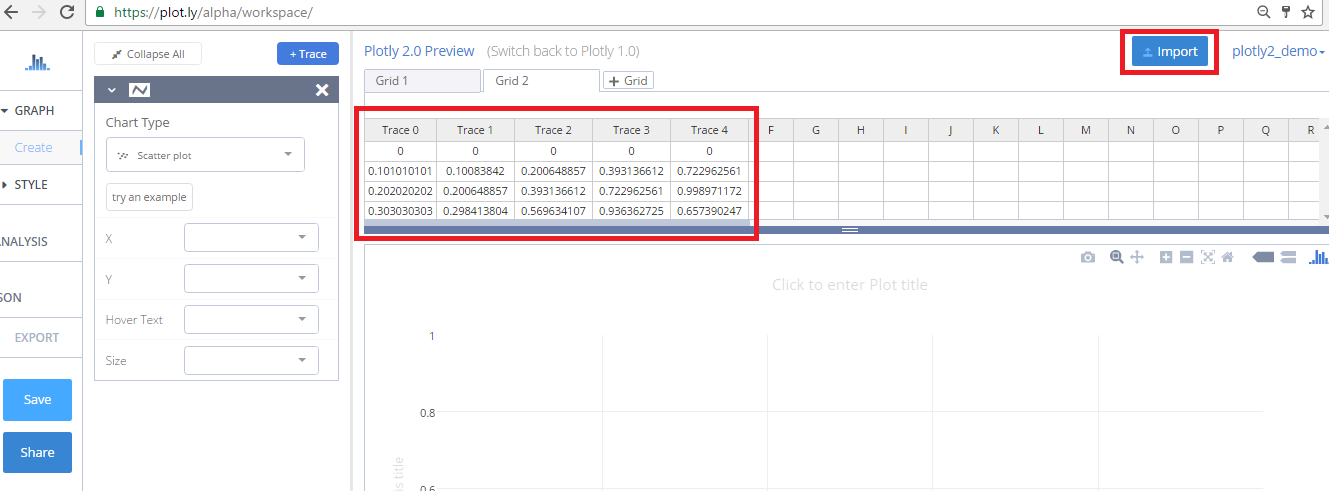 https://plot.ly/alpha/workspace/
Collapse All
+ Trace
Plotly 2.0 Preview (Switch back to Plotly 1.0)
Import
plotly2_demo
Grid 1
Grid 2
Grid
GRAPH
Create
STYLE
ANALYSIS
SON
EXPORT
Save
Share
Chart Type
Scatter plot
try an example
X
Y
Hover Text
Size
Trace 0 Trace 1 Trace 2 Trace 3 Trace 4 F G H I J K L M N O P Q R
0 0 0 0 0
0.101010101 0.10083842 0.200648857 0.393136612 0.722962561
0.202020202 0.200648857 0.393136612 0.722962561 0.998971172
0.303030303 0.298413804 0.569634107 0.936362725 0.657390247
Click to enter Plot title
1
0.8
0.6
is title